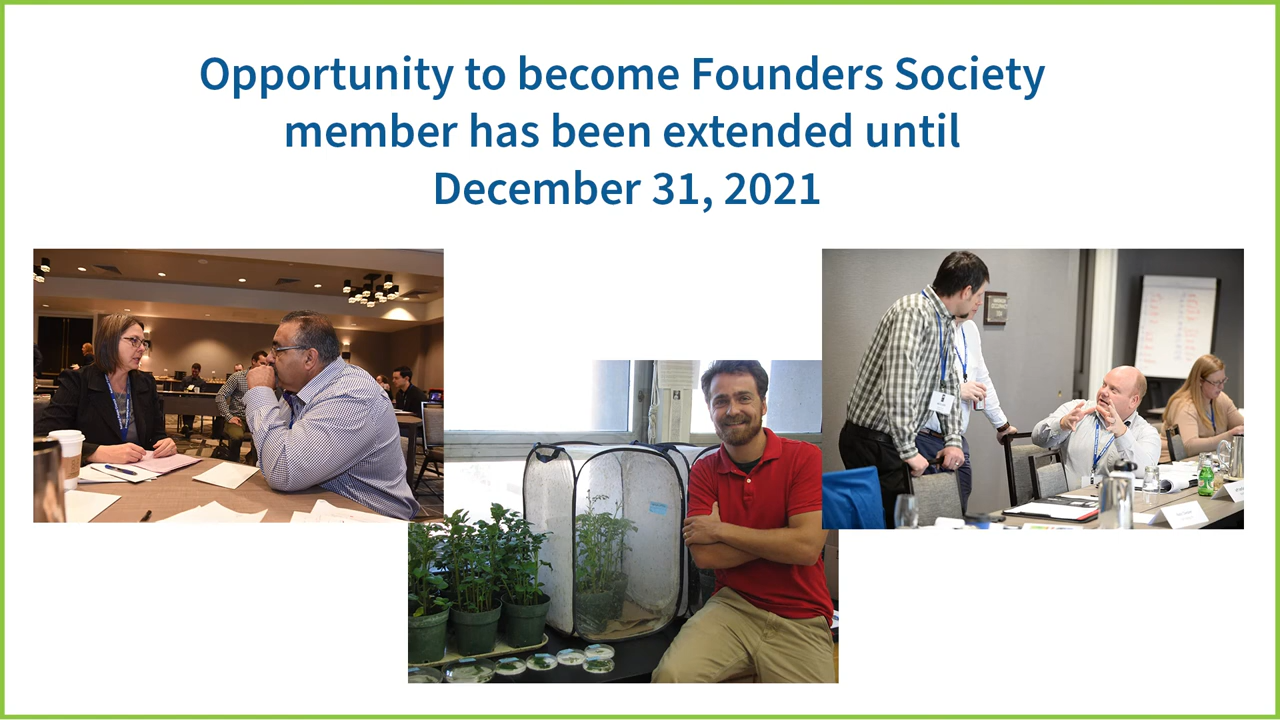 Opportunity to become Founders Society
member has been extended until
December 31, 2021